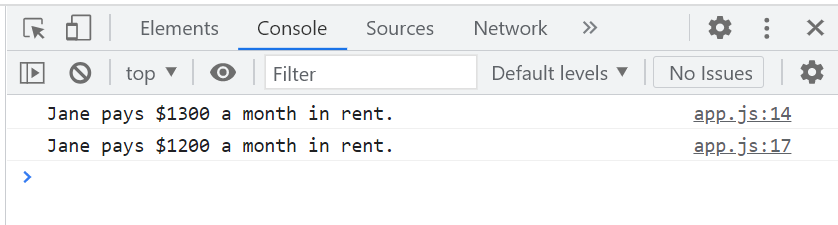 Elements Console Sources Network »
top ▼ Filter Default levels ▼ No Issues
Jane pays $1300 a month in rent. app.js:14
Jane pays $1200 a month in rent. app.js:17
>